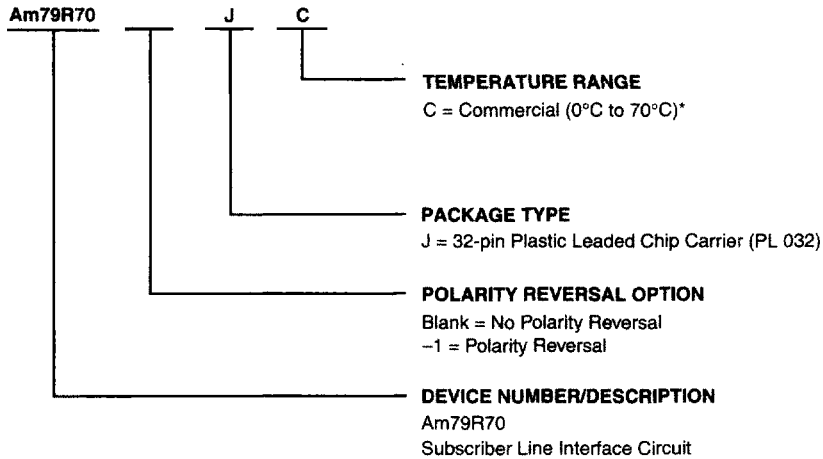 Am79R70 J C
TEMPERATURE RANGE
C = Commercial (0°C to 70°C)*
PACKAGE TYPE
J = 32-pin Plastic Leaded Chip Carrier (PL 032)
POLARITY REVERSAL OPTION
Blank = No Polarity Reversal
–1 = Polarity Reversal
DEVICE NUMBER/DESCRIPTION
Am79R70
Subscriber Line Interface Circuit